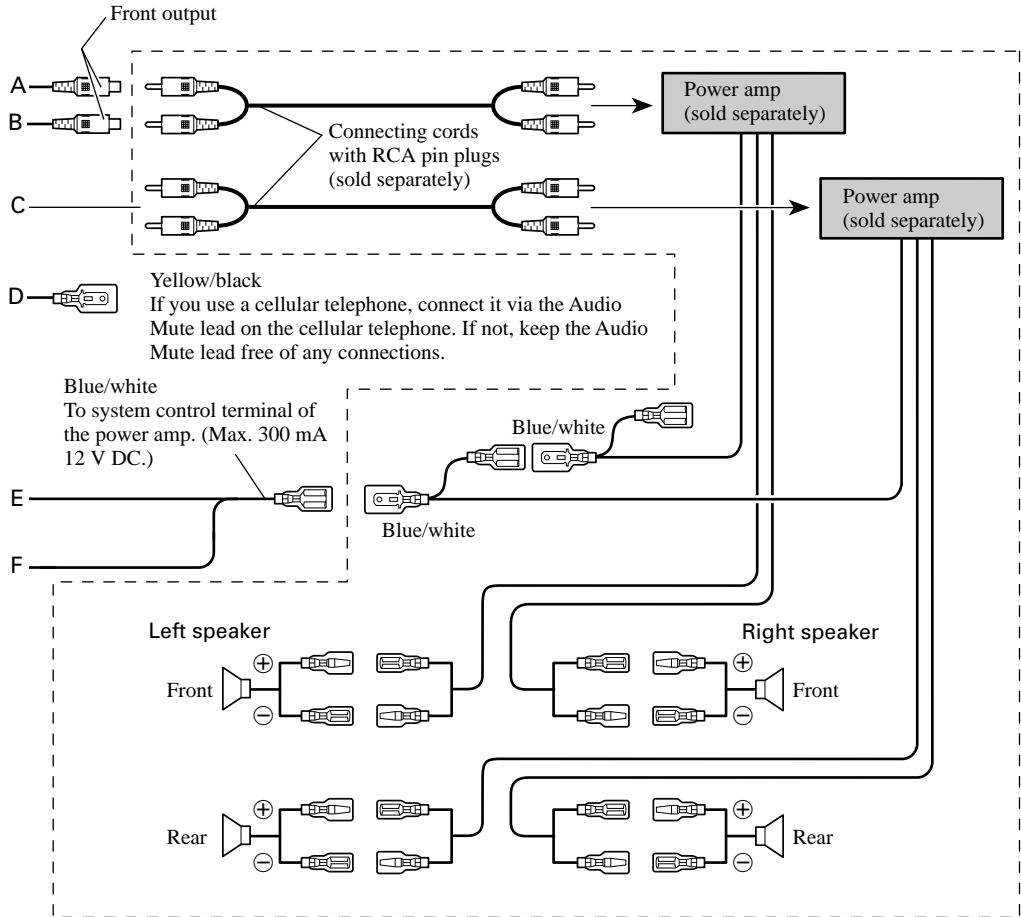 Front output
A
B
Power amp
(sold separately)
Connecting cords
with RCA pin plugs
(sold separately)
C
Power amp
(sold separately)
D
Yellow/black
If you use a cellular telephone, connect it via the Audio
Mute lead on the cellular telephone. If not, keep the Audio
Mute lead free of any connections.
Blue/white
To system control terminal of
the power amp. (Max. 300 mA
12 V DC.)
Blue/white
E
Blue/white
F
Left speaker
Right speaker
+
+
Front
Front
−
−
+
+
Rear
Rear
−
−